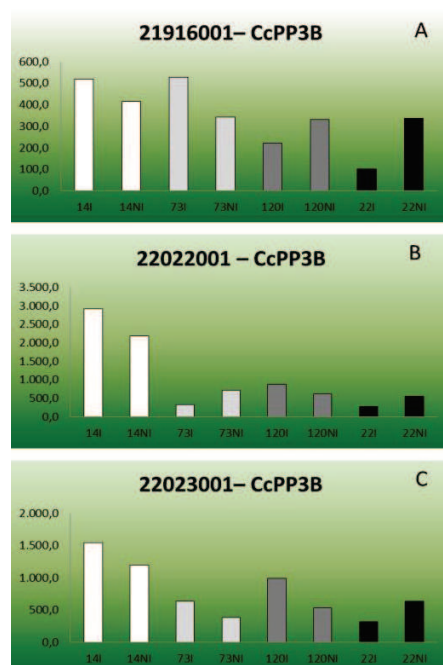 21916001– CcPP3B
A
600,0
500,0
400,0
300,0
200,0
100,0
0,0
14I 14NI 73I 73NI 120I 120NI 22I 22NI
22022001 – CcPP3B
B
3.500,0
3.000,0
2.500,0
2.000,0
1.500,0
1.000,0
500,0
0,0
14I 14NI 73I 73NI 120I 120NI 22I 22NI
22023001– CcPP3B
C
2.000,0
1.500,0
1.000,0
500,0
0,0
14I 14NI 73I 73NI 120I 120NI 22I 22NI